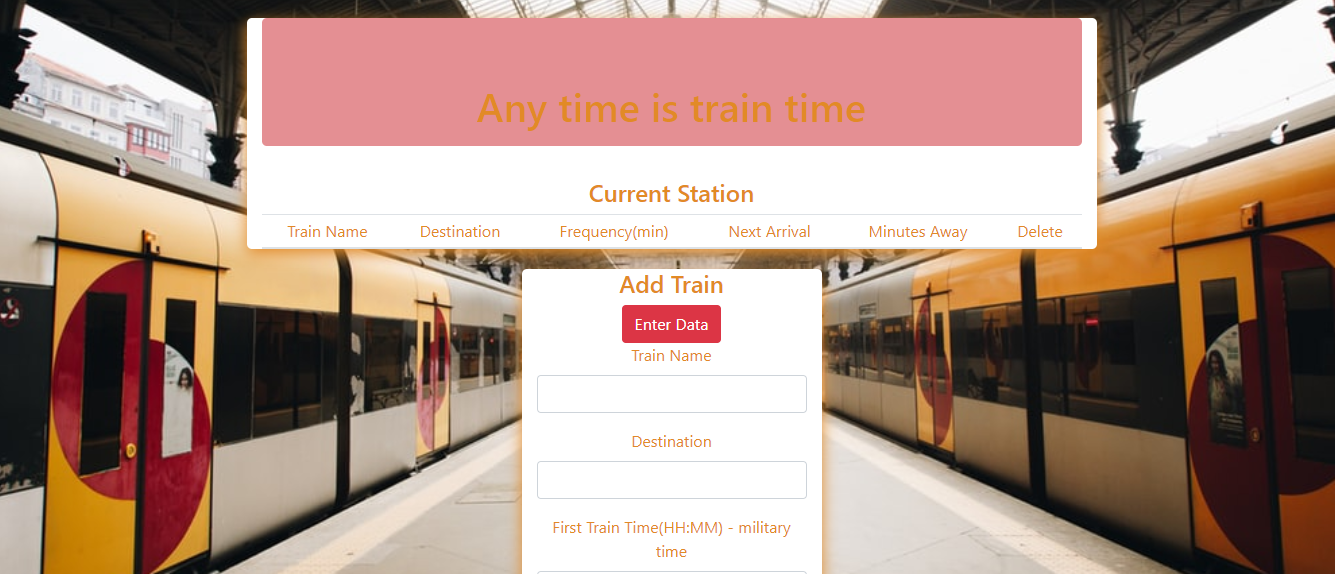 Any time is train time
Current Station
Train Name Destination Frequency(min) Next Arrival Minutes Away Delete
Add Train
Enter Data
Train Name
Destination
First Train Time(HH:MM) - military
time